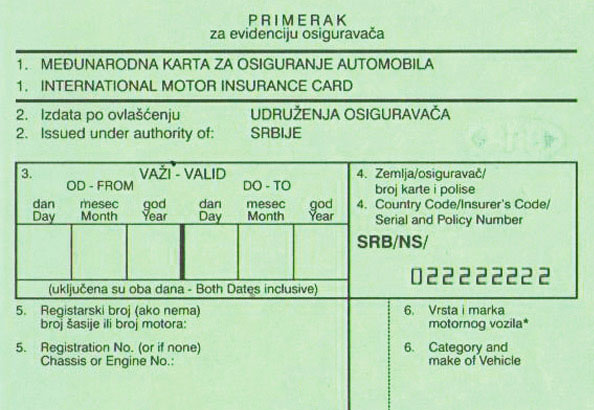 PRIMERAK
za evidenciju osiguravača
1. MEĐUNARODNA KARTA ZA OSIGURANJE AUTOMOBILA
1. INTERNATIONAL MOTOR INSURANCE CARD
2. Izdata po ovlašćenju UDRUŽENJA OSIGURAVAČA
2. Issued under authority of: SRBIJE
3. VAŽI - VALID
OD - FROM DO - TO
dan mesec god dan mesec god
Day Month Year Day Month Year
(uključena su oba dana - Both Dates inclusive)
4. Zemlja/osiguravač/
broj karte i polise
4. Country Code/Insurer's Code/
Serial and Policy Number
SRB/NS/
022222222
5. Registarski broj (ako nema)
broj šasije ili broj motora:
5. Registration No. (or if none)
Chassis or Engine No.:
6. Vrsta i marka
motornog vozila*
6. Category and
make of Vehicle